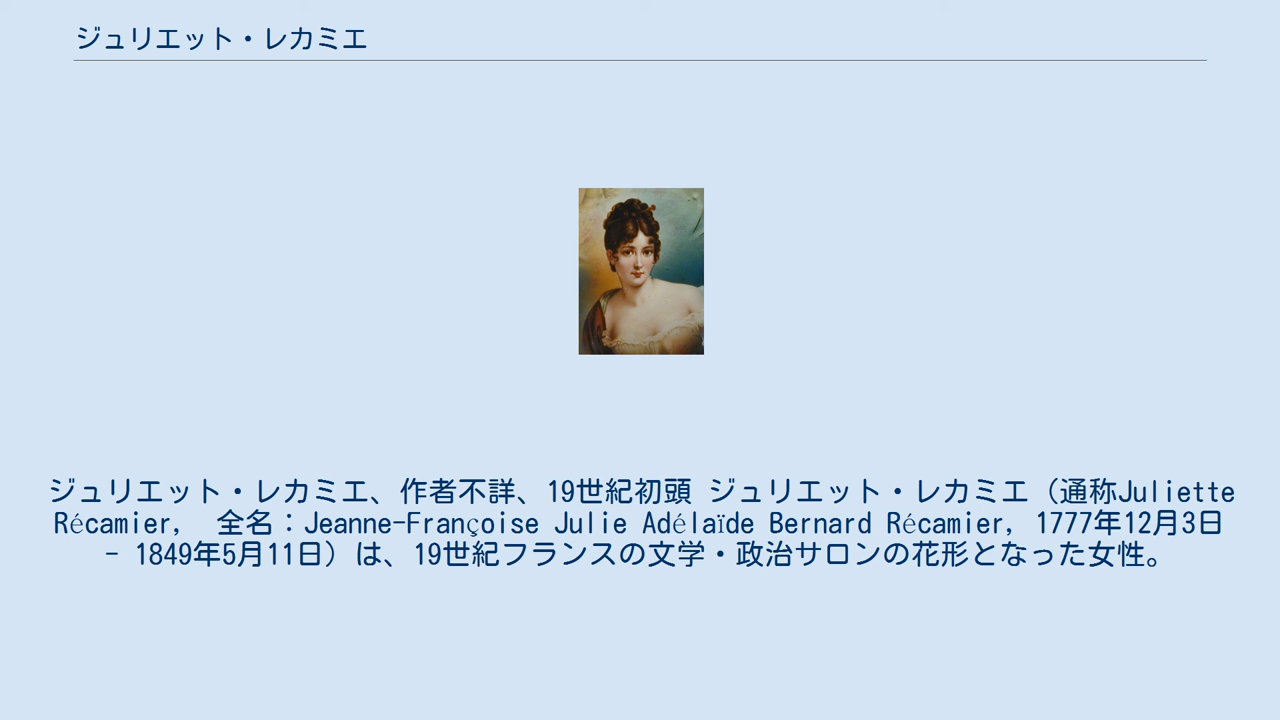 ジュリエット・レカミエ
ジュリエット・レカミエ、作者不詳、19世紀初頭 ジュリエット・レカミエ（通称Juliette
Récamier, 全名：Jeanne-Françoise Julie Adélaïde Bernard Récamier, 1777年12月3日
- 1849年5月11日）は、19世紀フランスの文学・政治サロンの花形となった女性。